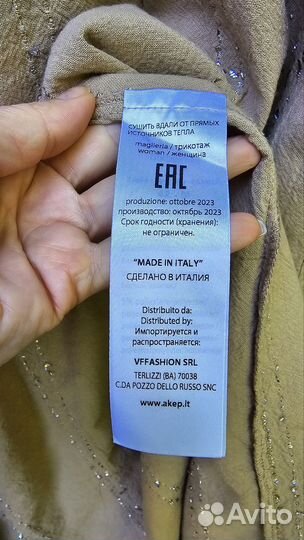 СУШИТЬ ВДАЛИ ОТ ПРЯМЫХ
ИСТОЧНИКОВ ТЕПЛА
maglieria / трикотаж
woman / женщина
EAC
produzione: ottobre 2023
производство: октябрь 2023
Срок годности (хранения):
не ограничен.
"MADE IN ITALY"
СДЕЛАНО В ИТАЛИЯ
Distribuito da:
Distributed by:
Импортируется и
распространяется:
VFFASHION SRL
TERLIZZI (BA) 70038
C.DA POZZO DELLO RUSSO SNC
www.akep.it
Avito